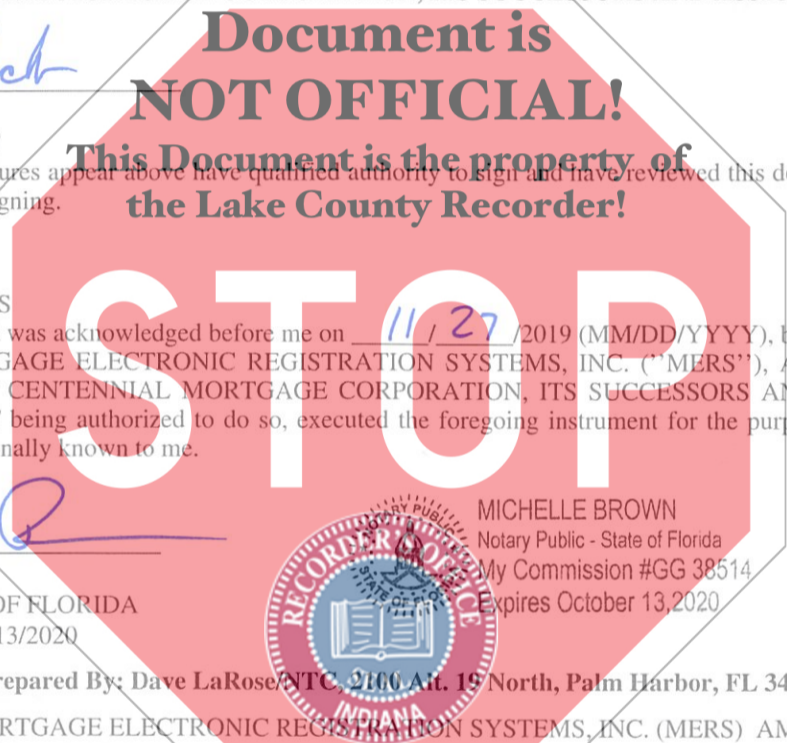 Document is
NOT OFFICIAL!
This Document is the property of
ures appear above have qualified authority to sign and have reviewed this d
gning.
the Lake County Recorder!
STOP
S
was acknowledged before me on 11 / 27 /2019 (MM/DD/YYYY), b
GAGE ELECTRONIC REGISTRATION SYSTEMS, INC. ("MERS"), A
CENTENNIAL MORTGAGE CORPORATION, ITS SUCCESSORS AN
being authorized to do so, executed the foregoing instrument for the purp
nally known to me.
MICHELLE BROWN
Notary Public - State of Florida
My Commission #GG 38514
Expires October 13,2020
NOTARY PUBLIC
STATE OF FLO
RECORDER'S OFFICE
INDIANA
OF FLORIDA
13/2020
repared By: Dave LaRose/NTC, 2100 Alt. 19 North, Palm Harbor, FL 34
RTGAGE ELECTRONIC REGISTRATION SYSTEMS, INC. (MERS) AM